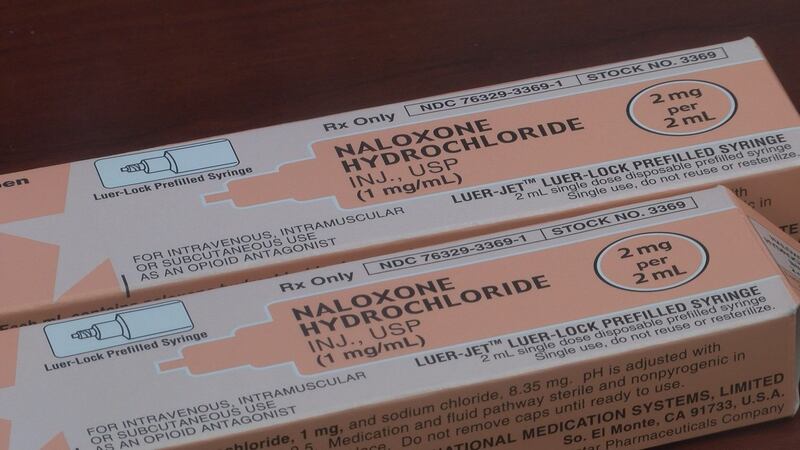 pen
Luer-Lock Prefilled Syringe
FOR INTRAVENOUS, INTRAMUSCULAR
OR SUBCUTANEOUS USE
AS AN OPIOID ANTAGONIST
Rx Only
NDC 76329-3369-1
STOCK NO. 3369
NALOXONE
HYDROCHLORIDE
INJ., USP
(1 mg/mL)
2 mg
per
2 mL
LUER-JET™ LUER-LOCK PREFILLED SYRINGE
2 mL single dose disposable prefilled syringe
Single use, do not reuse or resterilize.
Each mL contains
Luer-Lock Prefilled Syringe
FOR INTRAVENOUS, INTRAMUSCULAR
OR SUBCUTANEOUS USE
AS AN OPIOID ANTAGONIST
Rx Only
NDC 76329-3369-1
STOCK NO. 3369
NALOXONE
HYDROCHLORIDE
INJ., USP
(1 mg/mL)
2 mg
per
2 mL
LUER-JET™ LUER-LOCK PREFILLED SYRINGE
2 mL single dose disposable prefilled syringe
Single use, do not reuse or resterilize.
chloride, 1 mg, and sodium chloride, 8.35 mg. pH is adjusted with
Medication and fluid pathway sterile and nonpyrogenic in
Do not remove caps until ready to use.
NATIONAL MEDICATION SYSTEMS, LIMITED
So. El Monte, CA 91733, U.S.A.
Pharmaceuticals Company